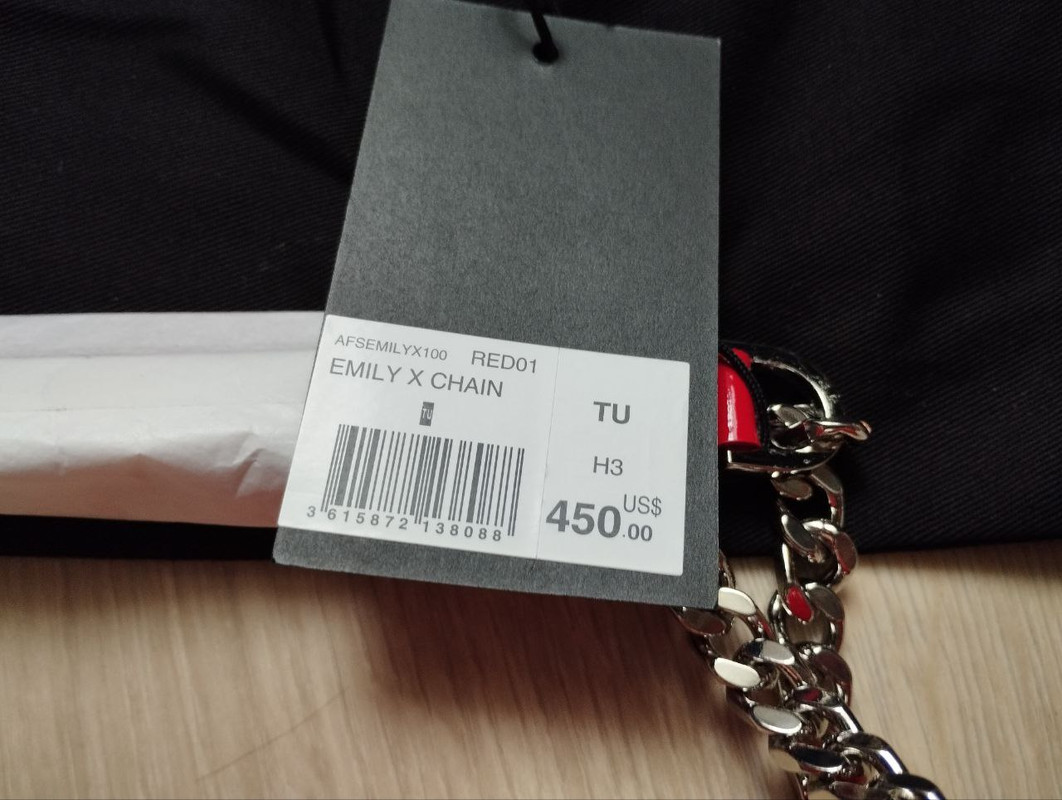 AFSEMILYX100 RED01
EMILY X CHAIN
TU
3 615872 138088
TU
H3
450.00 US$